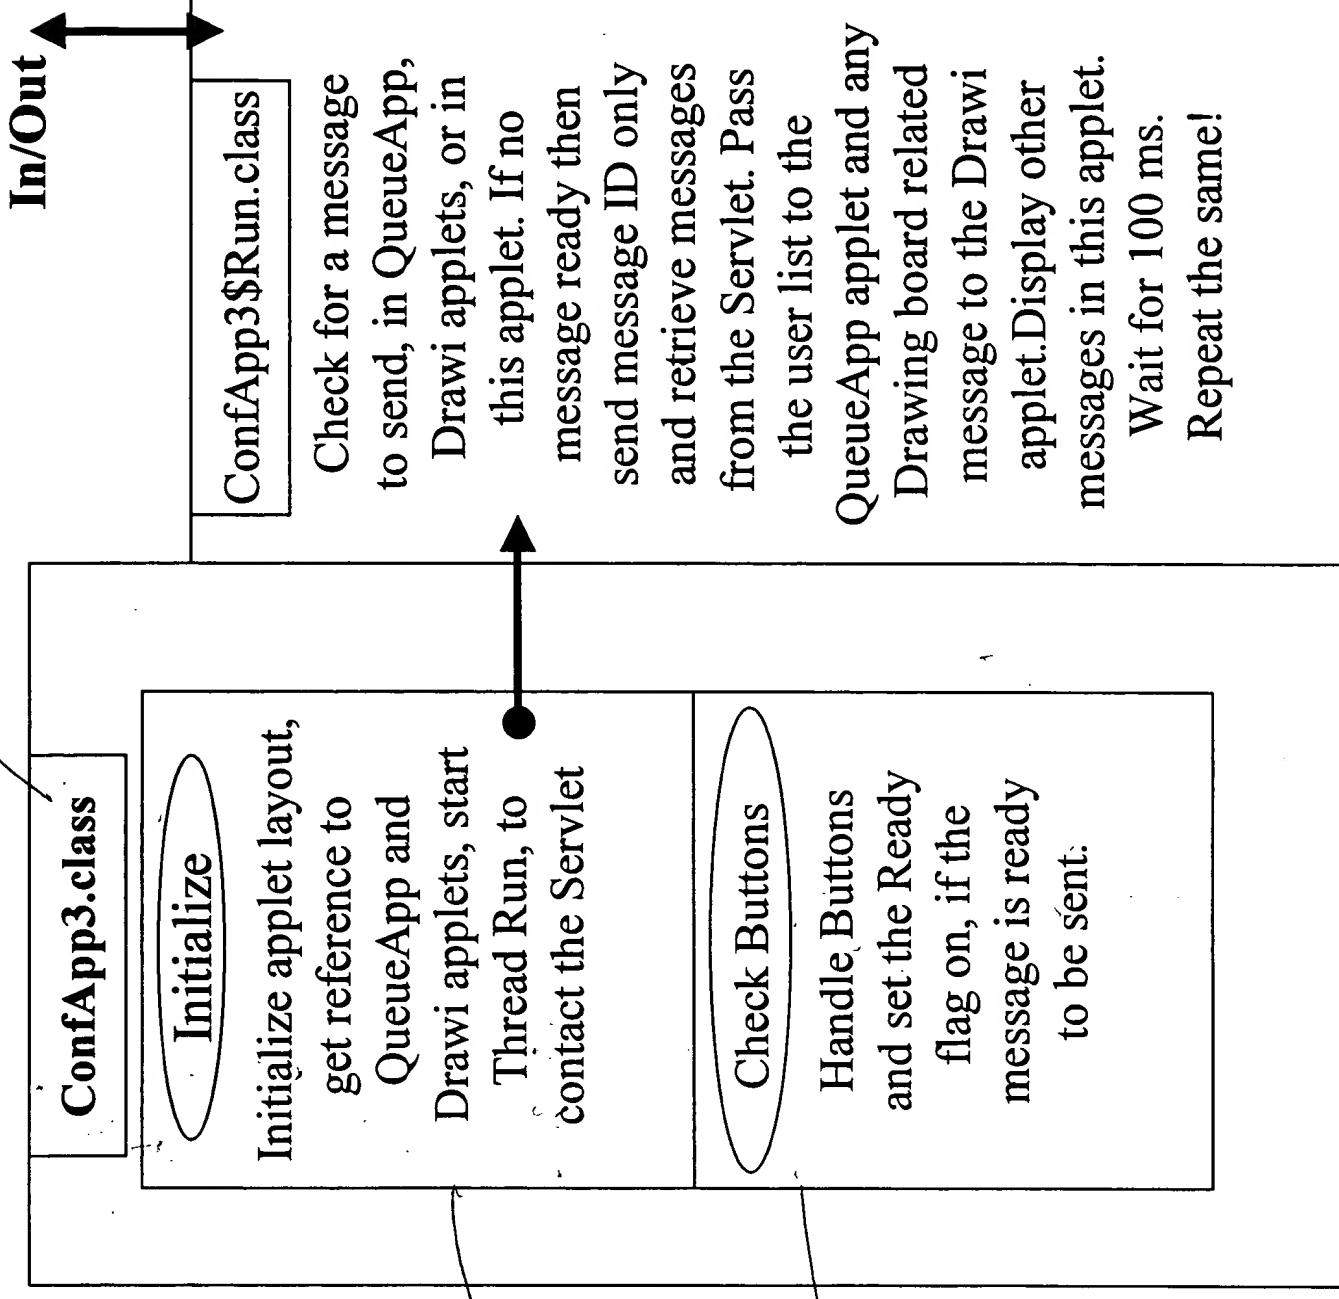 In/Out
ConfApp3.class
Initialize
Initialize applet layout,
get reference to
QueueApp and
Drawi applets, start
Thread Run, to
contact the Servlet
Check Buttons
Handle Buttons
and set the Ready
flag on, if the
message is ready
to be sent.
ConfApp3$Run.class
Check for a message
to send, in QueueApp,
Drawi applets, or in
this applet. If no
message ready then
send message ID only
and retrieve messages
from the Servlet. Pass
the user list to the
QueueApp applet and any
Drawing board related
message to the Drawi
applet.Display other
messages in this applet.
Wait for 100 ms.
Repeat the same!